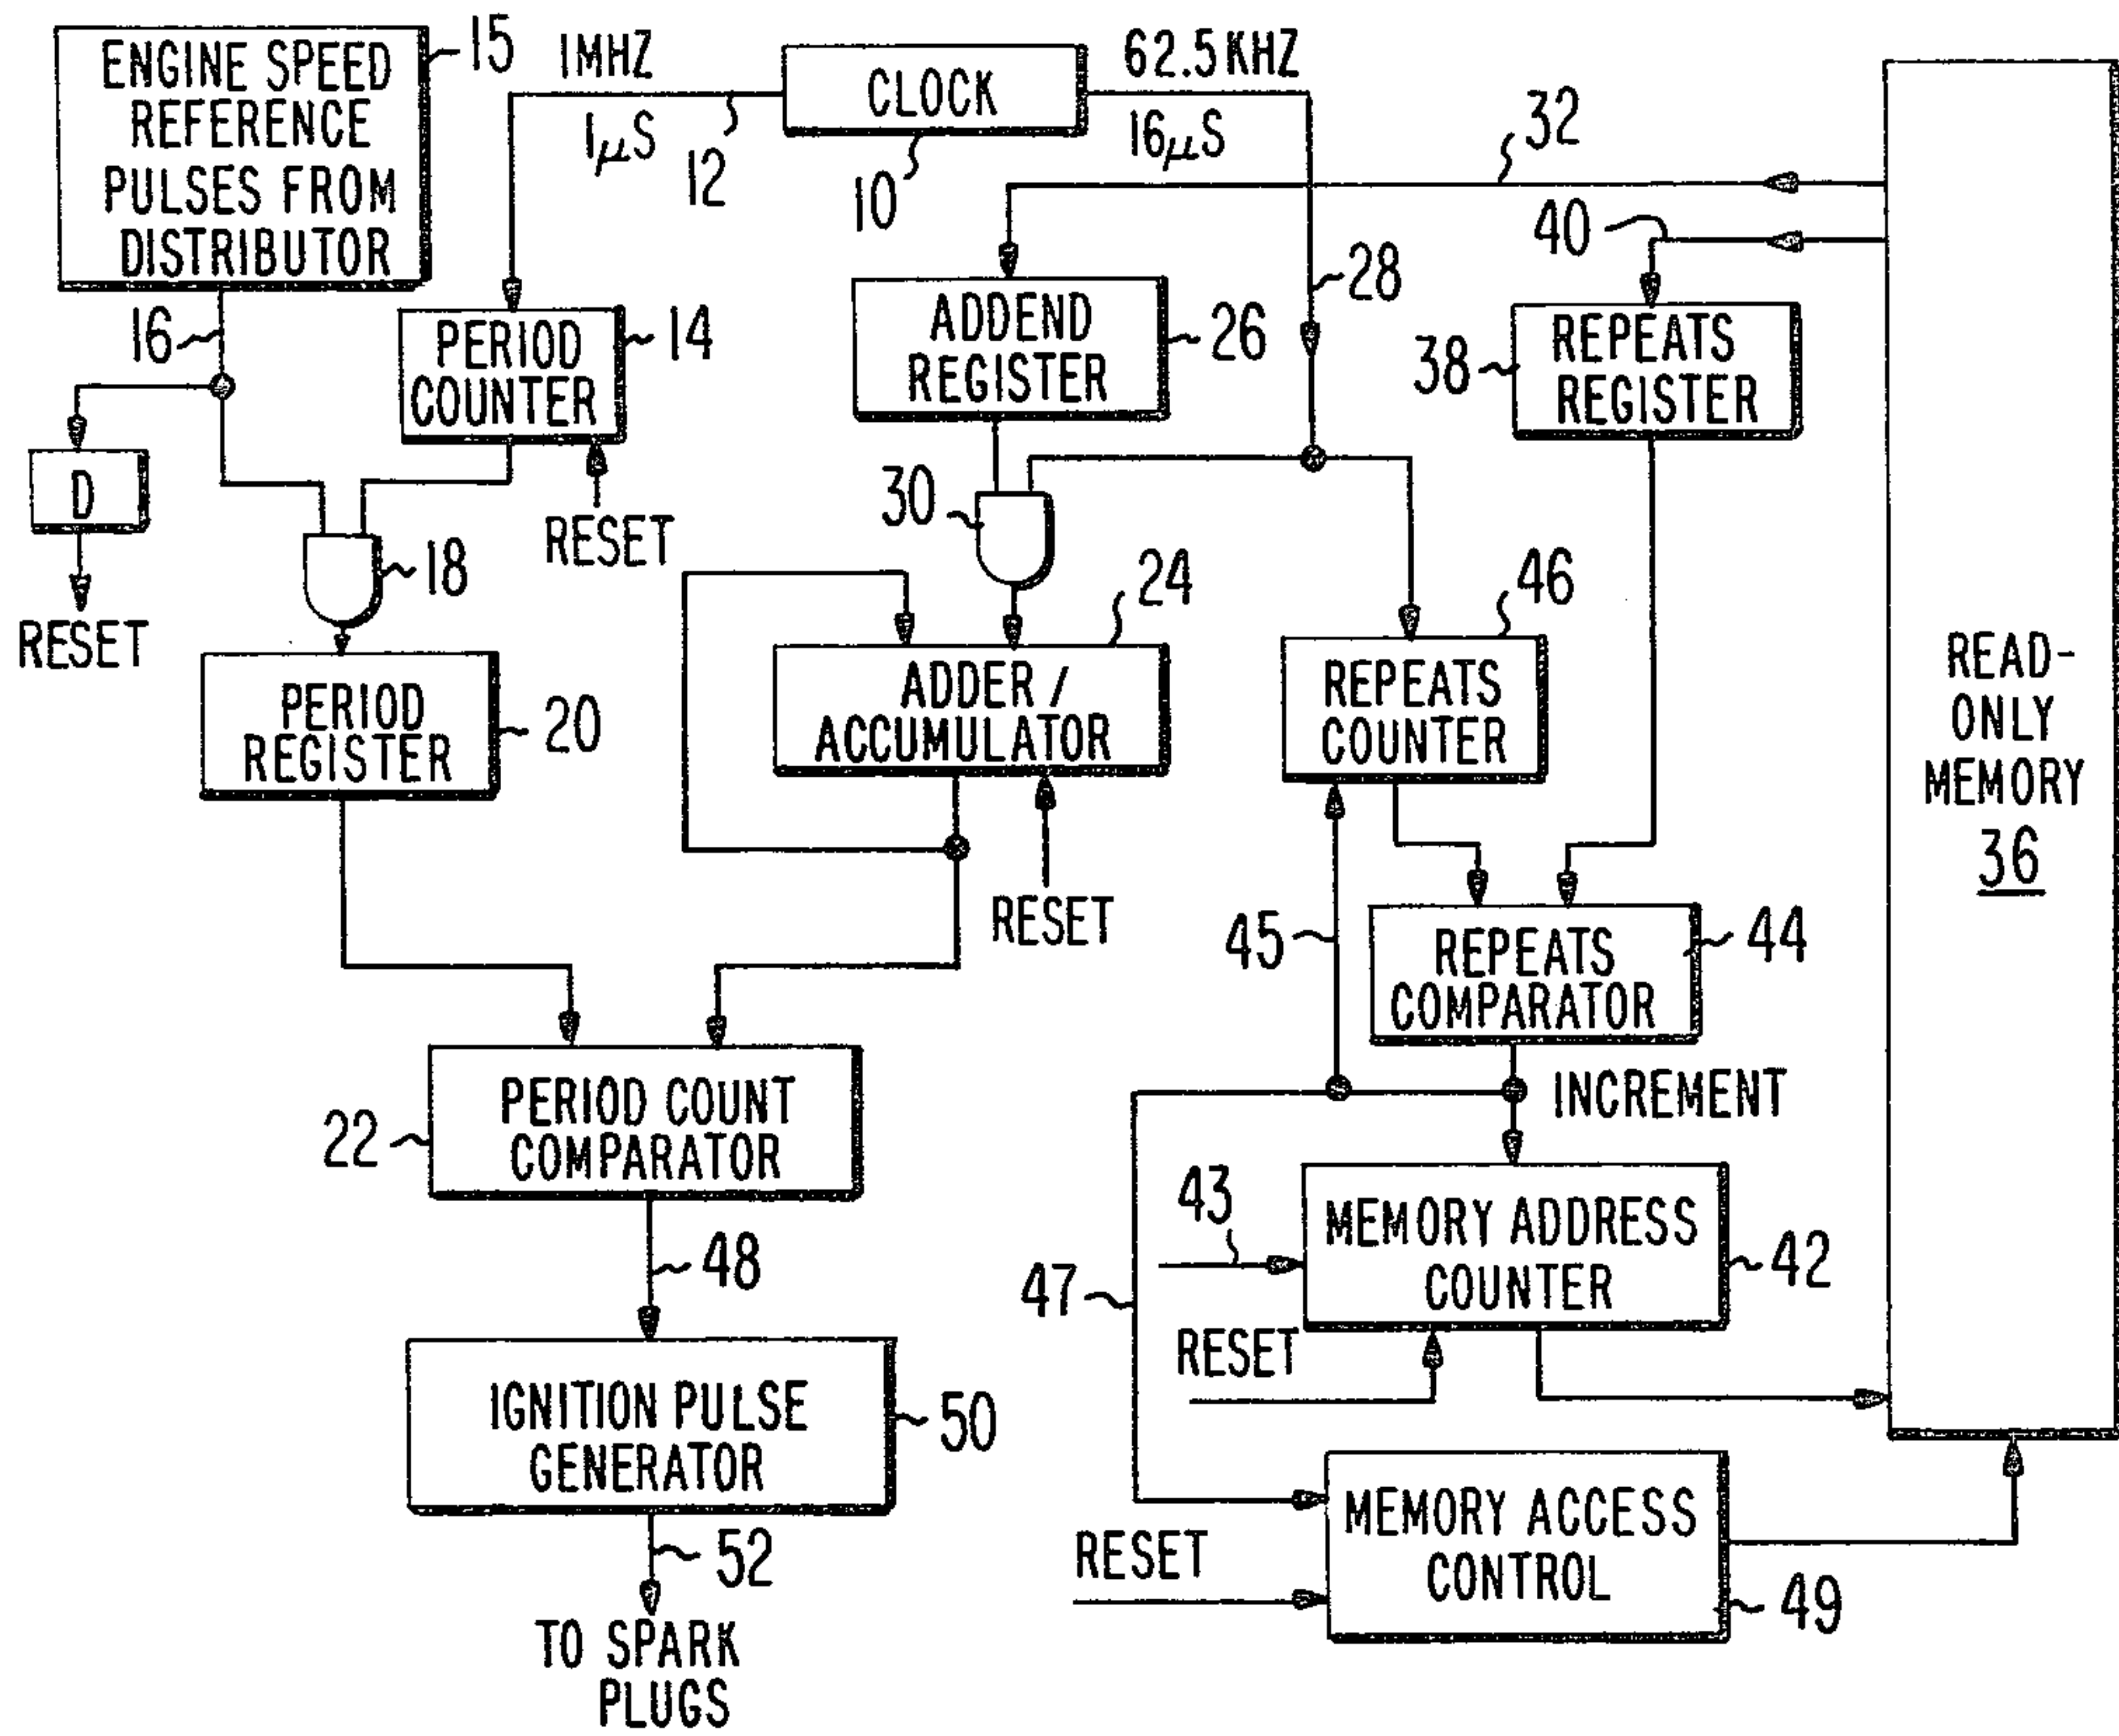 ENGINE SPEED
REFERENCE
PULSES FROM
DISTRIBUTOR
15
1MHZ
1µS
12
CLOCK
10
62.5KHZ
16µS
32
40
28
16
PERIOD
COUNTER
14
RESET
D
RESET
18
ADDEND
REGISTER
26
38
REPEATS
REGISTER
30
24
ADDER /
ACCUMULATOR
RESET
46
REPEATS
COUNTER
READ-
ONLY
MEMORY
36
PERIOD
REGISTER
20
45
REPEATS
COMPARATOR
44
INCREMENT
22
PERIOD COUNT
COMPARATOR
48
43
MEMORY ADDRESS
COUNTER
42
47
RESET
IGNITION PULSE
GENERATOR
50
52
TO SPARK
PLUGS
RESET
MEMORY ACCESS
CONTROL
49